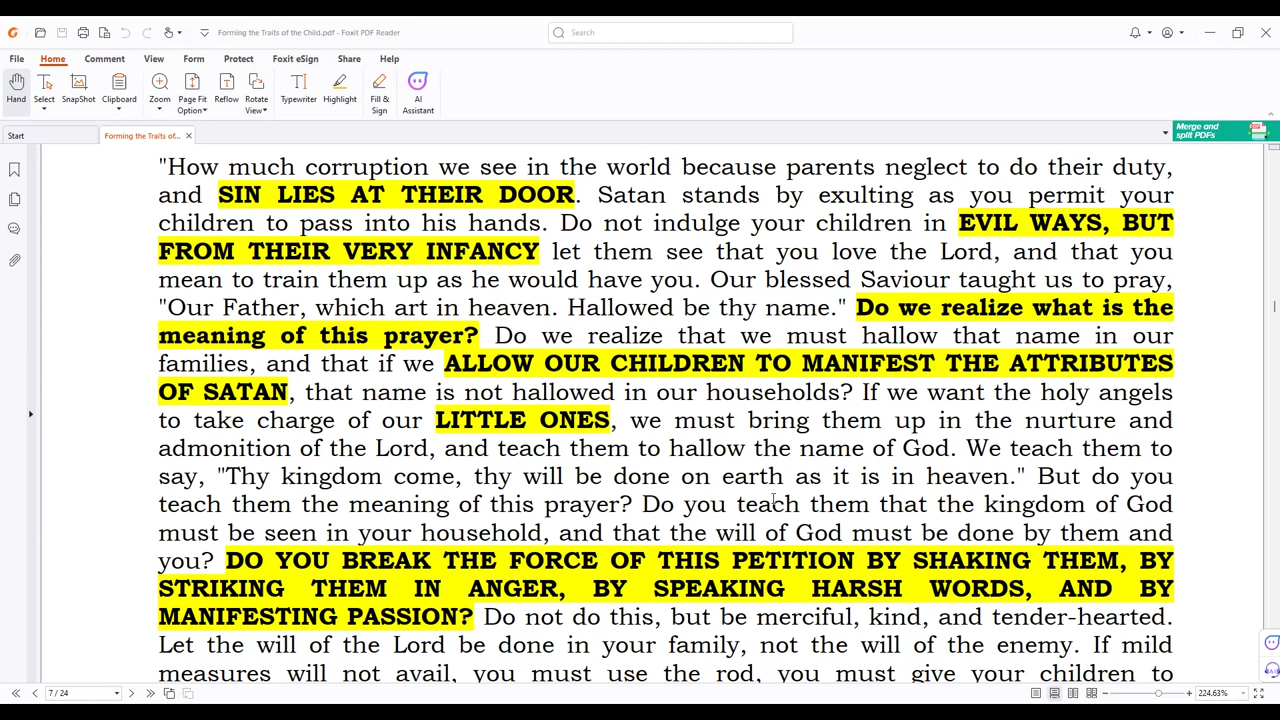 Forming the Traits of the Child.pdf - Foxit PDF Reader
Search
File Home Comment View Form Protect Foxit eSign Share Help
Hand Select SnapShot Clipboard Zoom Page Fit Option Reflow Rotate View Typewriter Highlight Fill & Sign AI Assistant
Start Forming the Traits of... Merge and split PDFs
"How much corruption we see in the world because parents neglect to do their duty,
and SIN LIES AT THEIR DOOR. Satan stands by exulting as you permit your
children to pass into his hands. Do not indulge your children in EVIL WAYS, BUT
FROM THEIR VERY INFANCY let them see that you love the Lord, and that you
mean to train them up as he would have you. Our blessed Saviour taught us to pray,
"Our Father, which art in heaven. Hallowed be thy name." Do we realize what is the
meaning of this prayer? Do we realize that we must hallow that name in our
families, and that if we ALLOW OUR CHILDREN TO MANIFEST THE ATTRIBUTES
OF SATAN, that name is not hallowed in our households? If we want the holy angels
to take charge of our LITTLE ONES, we must bring them up in the nurture and
admonition of the Lord, and teach them to hallow the name of God. We teach them to
say, "Thy kingdom come, thy will be done on earth as it is in heaven." But do you
teach them the meaning of this prayer? Do you teach them that the kingdom of God
must be seen in your household, and that the will of God must be done by them and
you? DO YOU BREAK THE FORCE OF THIS PETITION BY SHAKING THEM, BY
STRIKING THEM IN ANGER, BY SPEAKING HARSH WORDS, AND BY
MANIFESTING PASSION? Do not do this, but be merciful, kind, and tender-hearted.
Let the will of the Lord be done in your family, not the will of the enemy. If mild
measures will not avail, you must use the rod, you must give your children to
7 / 24 224.63%